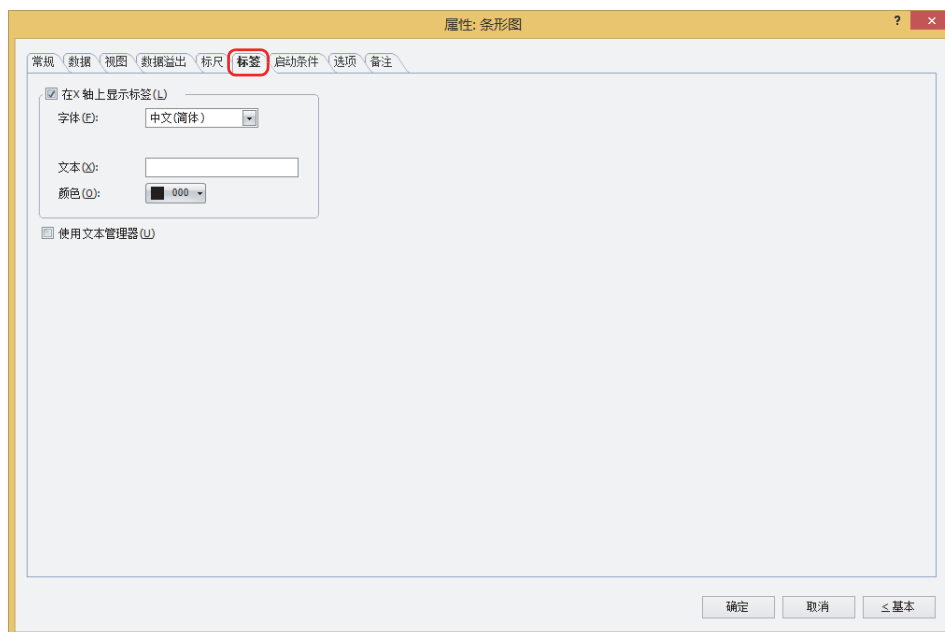 属性: 条形图 ? ×
常规 数据 视图 数据溢出 标尺 标签 启动条件 选项 备注
在X 轴上显示标签(L)
字体(F): 中文(简体)
文本(X):
颜色(O): 000
使用文本管理器(U)
确定 取消 <基本